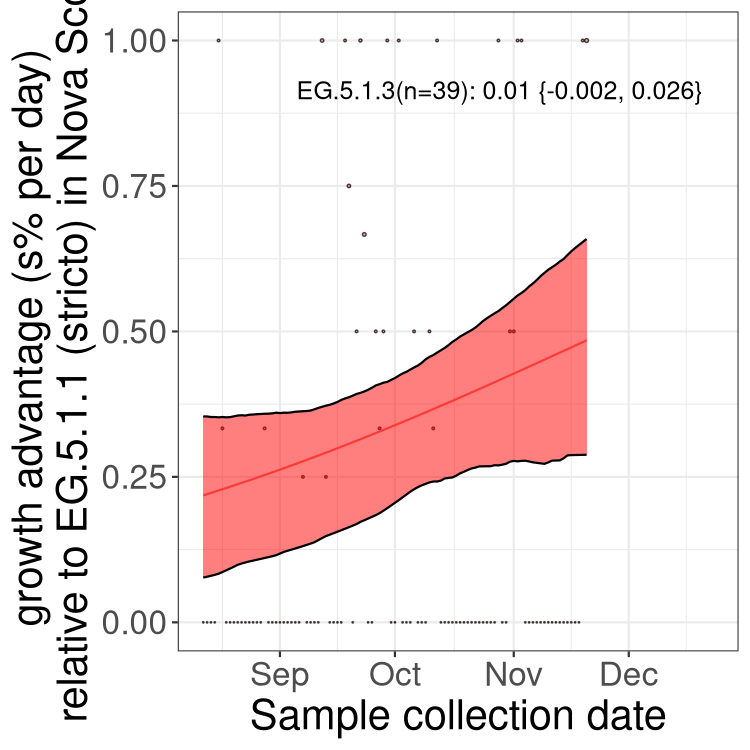 growth advantage (s% per day)
relative to EG.5.1.1 (stricto) in Nova Sco
1.00
0.75
0.50
0.25
0.00
EG.5.1.3(n=39): 0.01 {-0.002, 0.026}
Sep Oct Nov Dec
Sample collection date